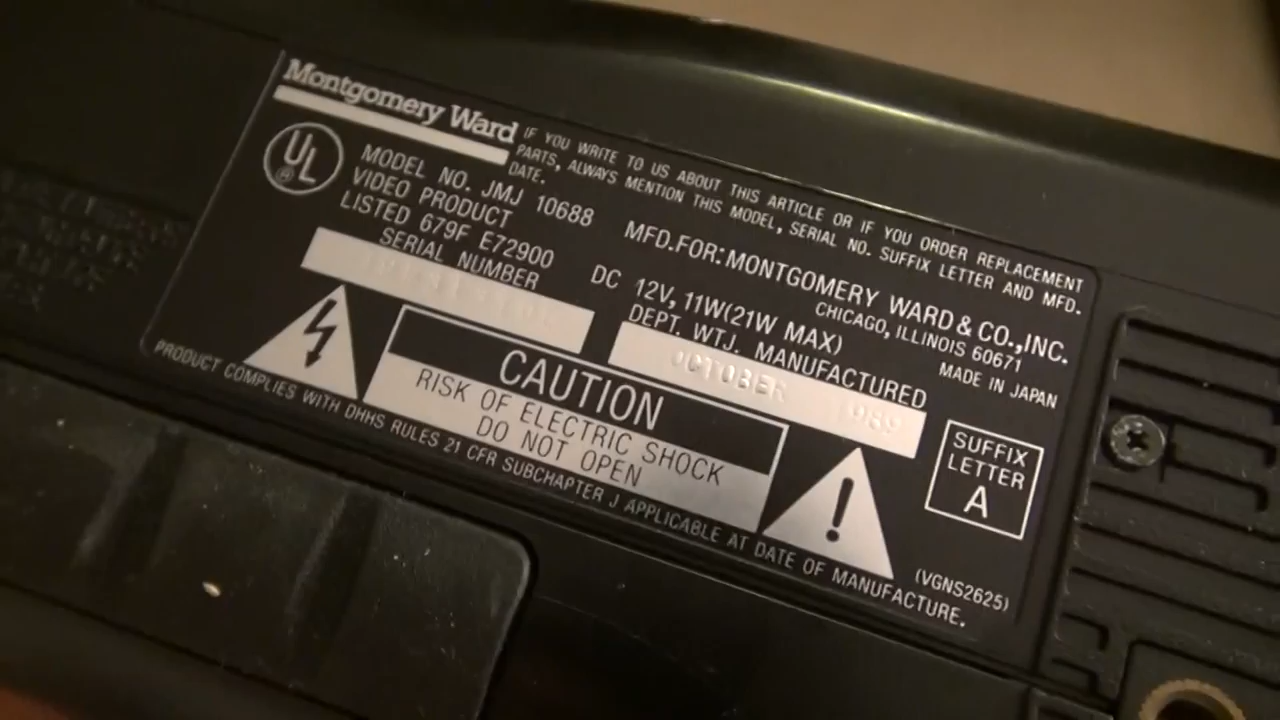 Montgomery Ward
IF YOU WRITE TO US ABOUT THIS ARTICLE OR IF YOU ORDER REPLACEMENT
PARTS, ALWAYS MENTION THIS MODEL, SERIAL NO. SUFFIX LETTER AND MFD.
DATE.
UL
®
MODEL NO. JMJ 10688
VIDEO PRODUCT
LISTED 679F E72900
SERIAL NUMBER
MFD.FOR: MONTGOMERY WARD & CO., INC.
CHICAGO, ILLINOIS 60671
MADE IN JAPAN
DC 12V, 11W(21W MAX)
DEPT. WTJ. MANUFACTURED
OCTOBER 1989
CAUTION
RISK OF ELECTRIC SHOCK
DO NOT OPEN
!
SUFFIX
LETTER
A
(VGNS2625)
PRODUCT COMPLIES WITH DHHS RULES 21 CFR SUBCHAPTER J APPLICABLE AT DATE OF MANUFACTURE.